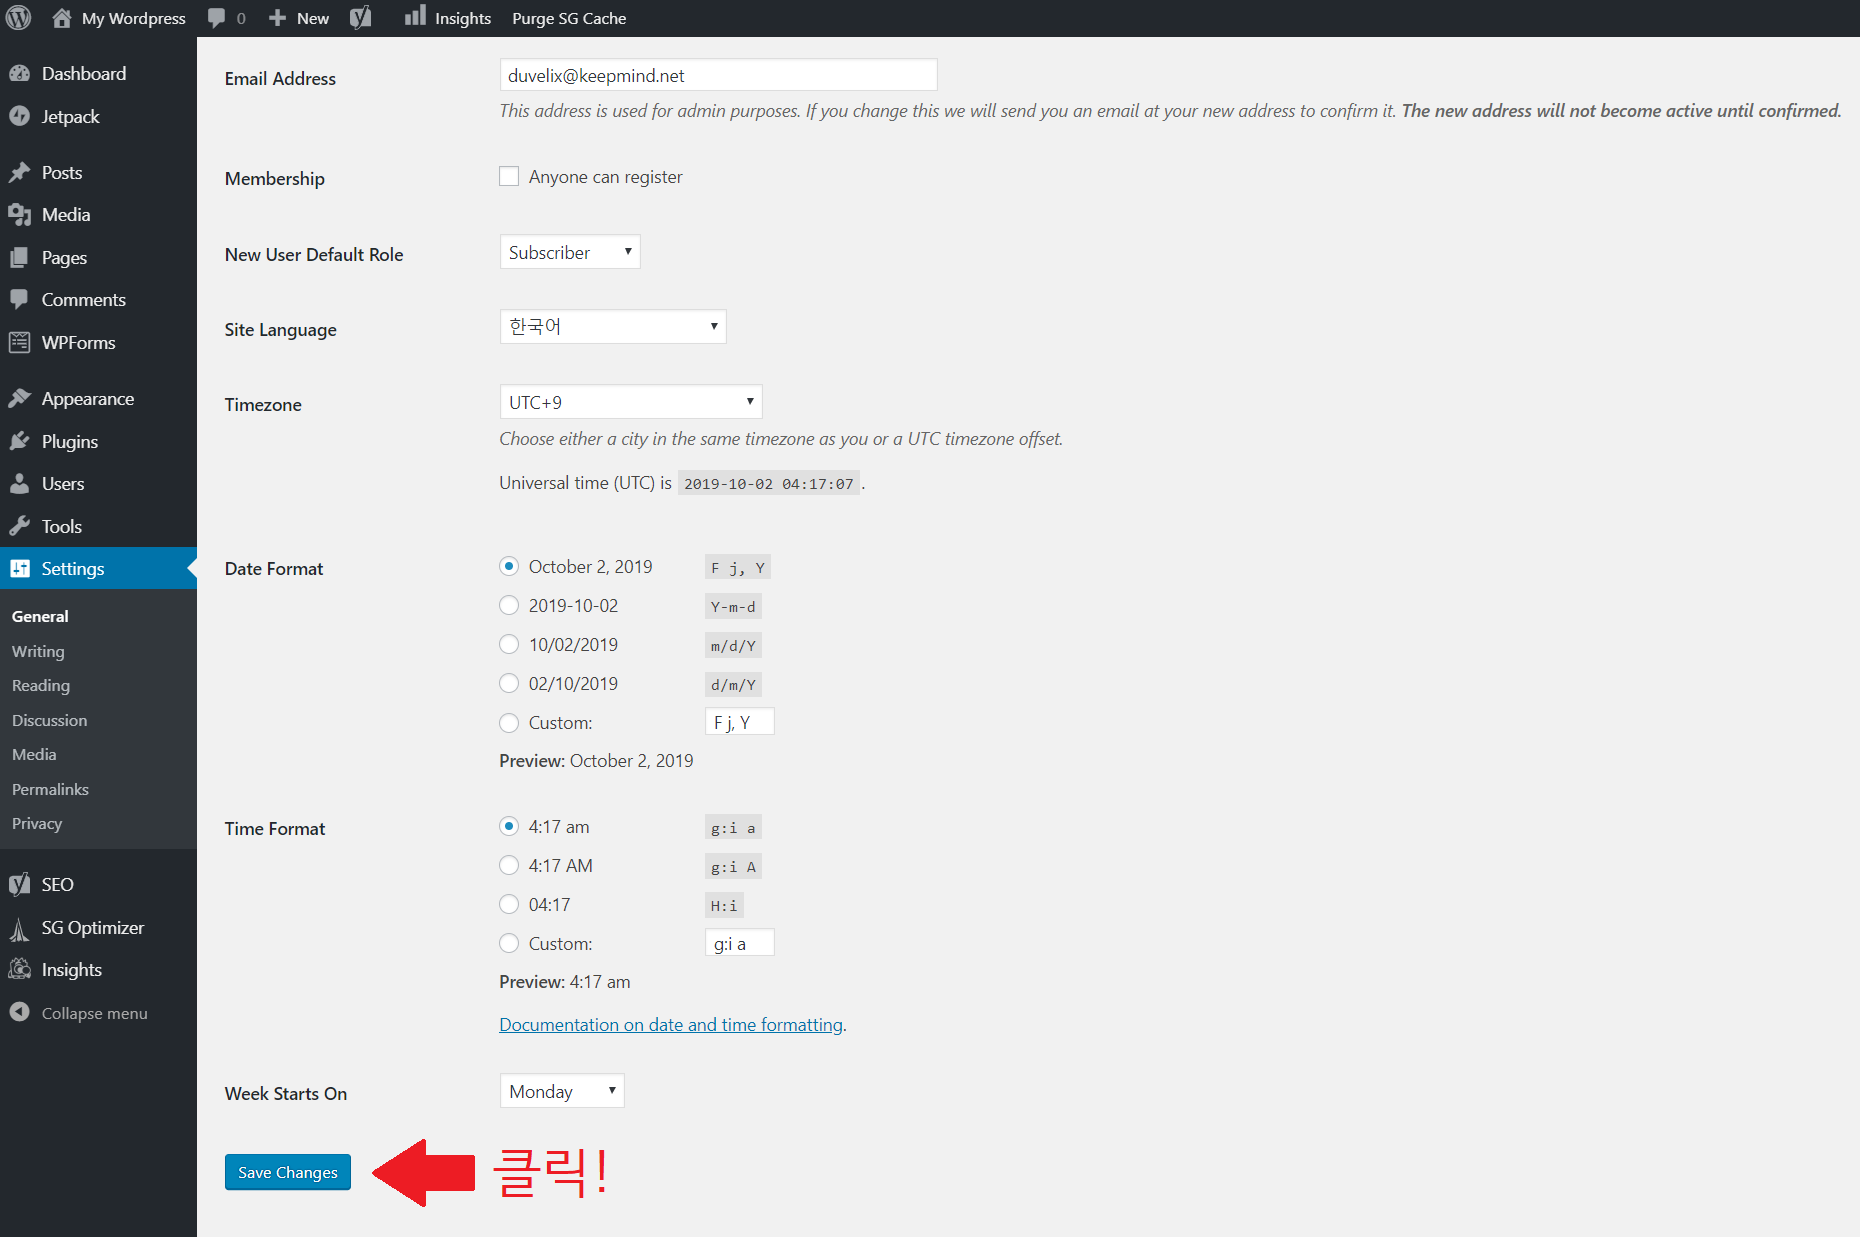 My Wordpress 0 New Insights Purge SG Cache
Dashboard
Jetpack
Posts
Media
Pages
Comments
WPForms
Appearance
Plugins
Users
Tools
Settings
General
Writing
Reading
Discussion
Media
Permalinks
Privacy
SEO
SG Optimizer
Insights
Collapse menu
Email Address duvelix@keepmind.net
This address is used for admin purposes. If you change this we will send you an email at your new address to confirm it. The new address will not become active until confirmed.
Membership Anyone can register
New User Default Role Subscriber
Site Language 한국어
Timezone UTC+9
Choose either a city in the same timezone as you or a UTC timezone offset.
Universal time (UTC) is 2019-10-02 04:17:07 .
Date Format October 2, 2019 F j, Y
2019-10-02 Y-m-d
10/02/2019 m/d/Y
02/10/2019 d/m/Y
Custom: F j, Y
Preview: October 2, 2019
Time Format 4:17 am g:i a
4:17 AM g:i A
04:17 H:i
Custom: g:i a
Preview: 4:17 am
Documentation on date and time formatting.
Week Starts On Monday
Save Changes 클릭!